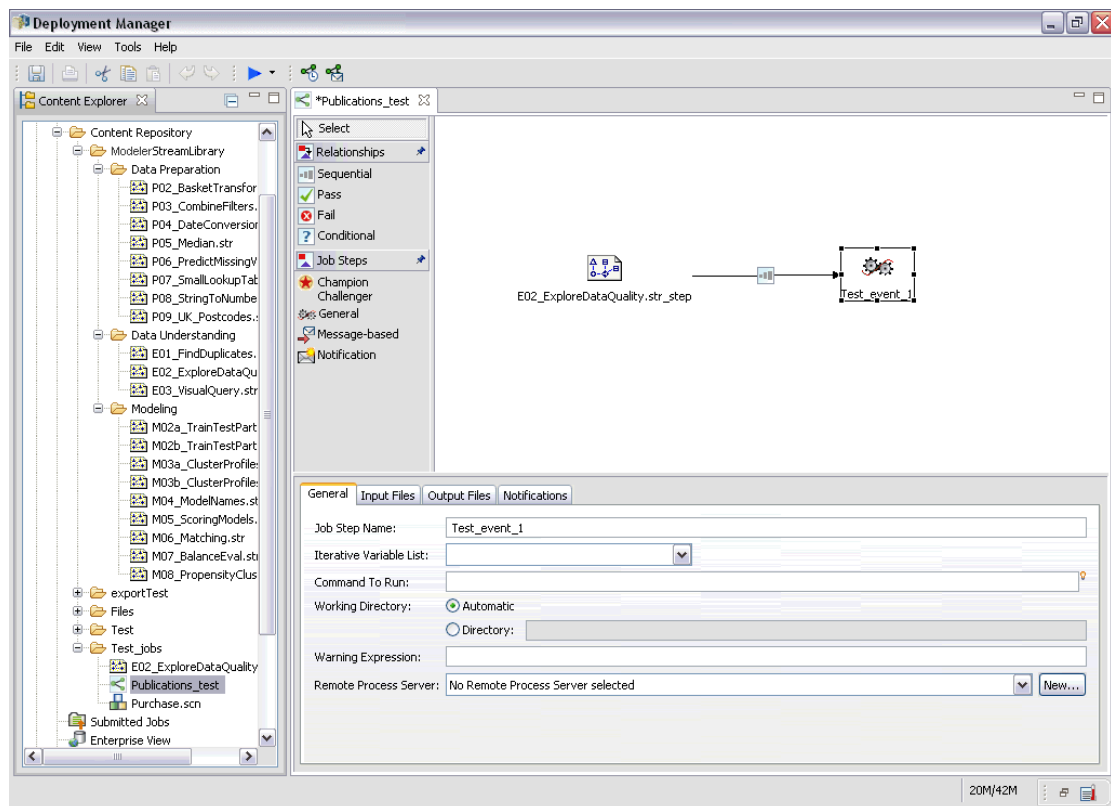 Deployment Manager
File Edit View Tools Help
Content Explorer
Content Repository
ModelerStreamLibrary
Data Preparation
P02_BasketTransfor
P03_CombineFilters.
P04_DateConversion
P05_Median.str
P06_PredictMissingV
P07_SmallLookupTab
P08_StringToNumbe
P09_UK_Postcodes.s
Data Understanding
E01_FindDuplicates.
E02_ExploreDataQu
E03_VisualQuery.str
Modeling
M02a_TrainTestPart
M02b_TrainTestPart
M03a_ClusterProfiles
M03b_ClusterProfiles
M04_ModelNames.st
M05_ScoringModels.
M06_Matching.str
M07_BalanceEval.str
M08_PropensityClus
exportTest
Files
Test
Test_jobs
E02_ExploreDataQuality
Publications_test
Purchase.scn
Submitted Jobs
Enterprise View
*Publications_test
Select
Relationships
Sequential
Pass
Fail
Conditional
Job Steps
Champion
Challenger
General
Message-based
Notification
E02_ExploreDataQuality.str_step
Test_event_1
General Input Files Output Files Notifications
Job Step Name: Test_event_1
Iterative Variable List:
Command To Run:
Working Directory: Automatic
Directory:
Warning Expression:
Remote Process Server: No Remote Process Server selected New...
20M/42M